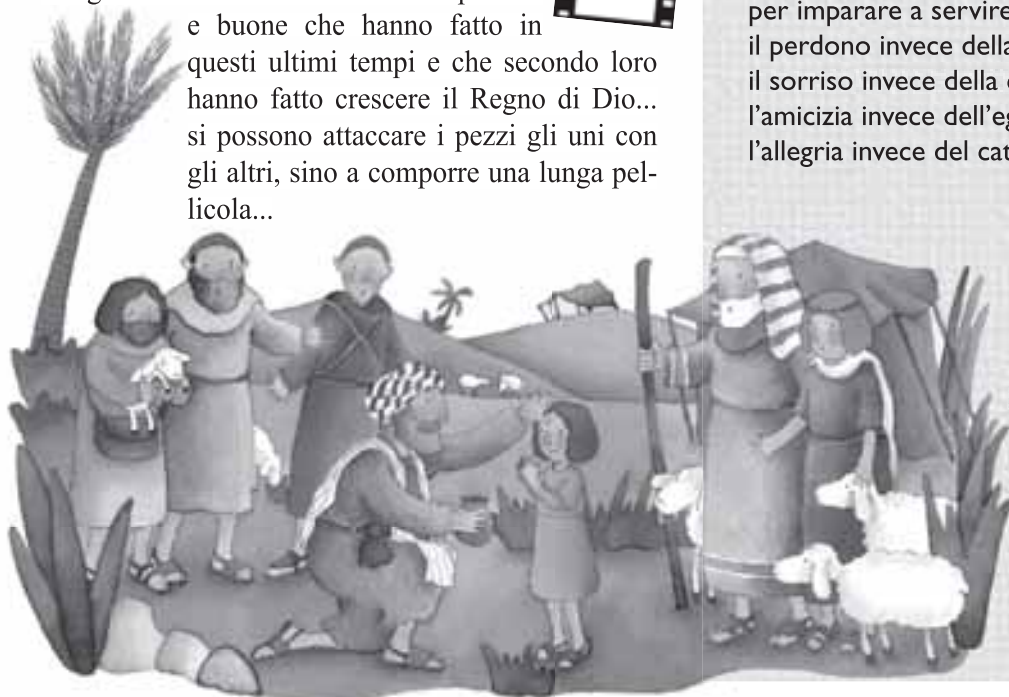 e buone che hanno fatto in
questi ultimi tempi e che secondo loro
hanno fatto crescere il Regno di Dio...
si possono attaccare i pezzi gli uni con
gli altri, sino a comporre una lunga pel-
licola...
per imparare a servire
il perdono invece della
il sorriso invece della
l'amicizia invece dell'eg
l'allegria invece del cat